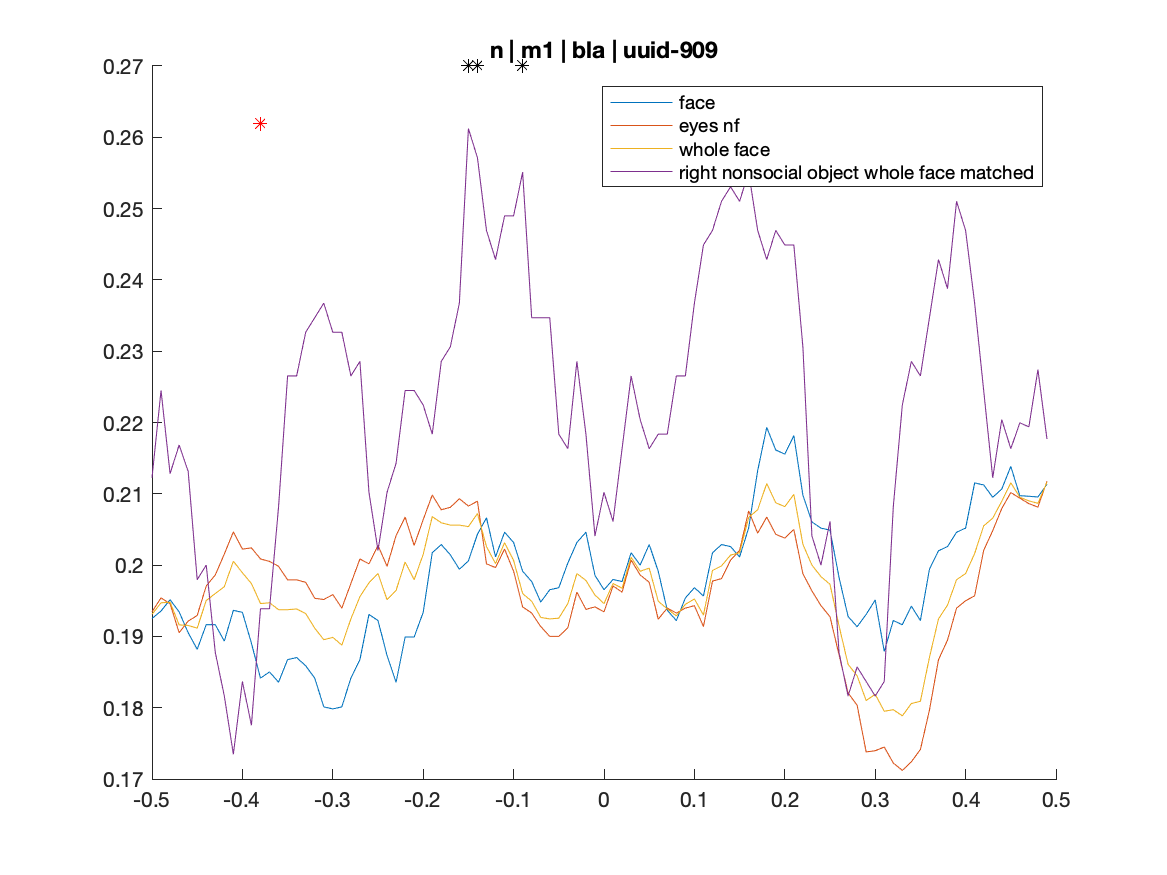 n | m1 | bla | uuid-909
0.27
0.26
0.25
0.24
0.23
0.22
0.21
0.2
0.19
0.18
0.17
face
eyes nf
whole face
right nonsocial object whole face matched
-0.5 -0.4 -0.3 -0.2 -0.1 0 0.1 0.2 0.3 0.4 0.5